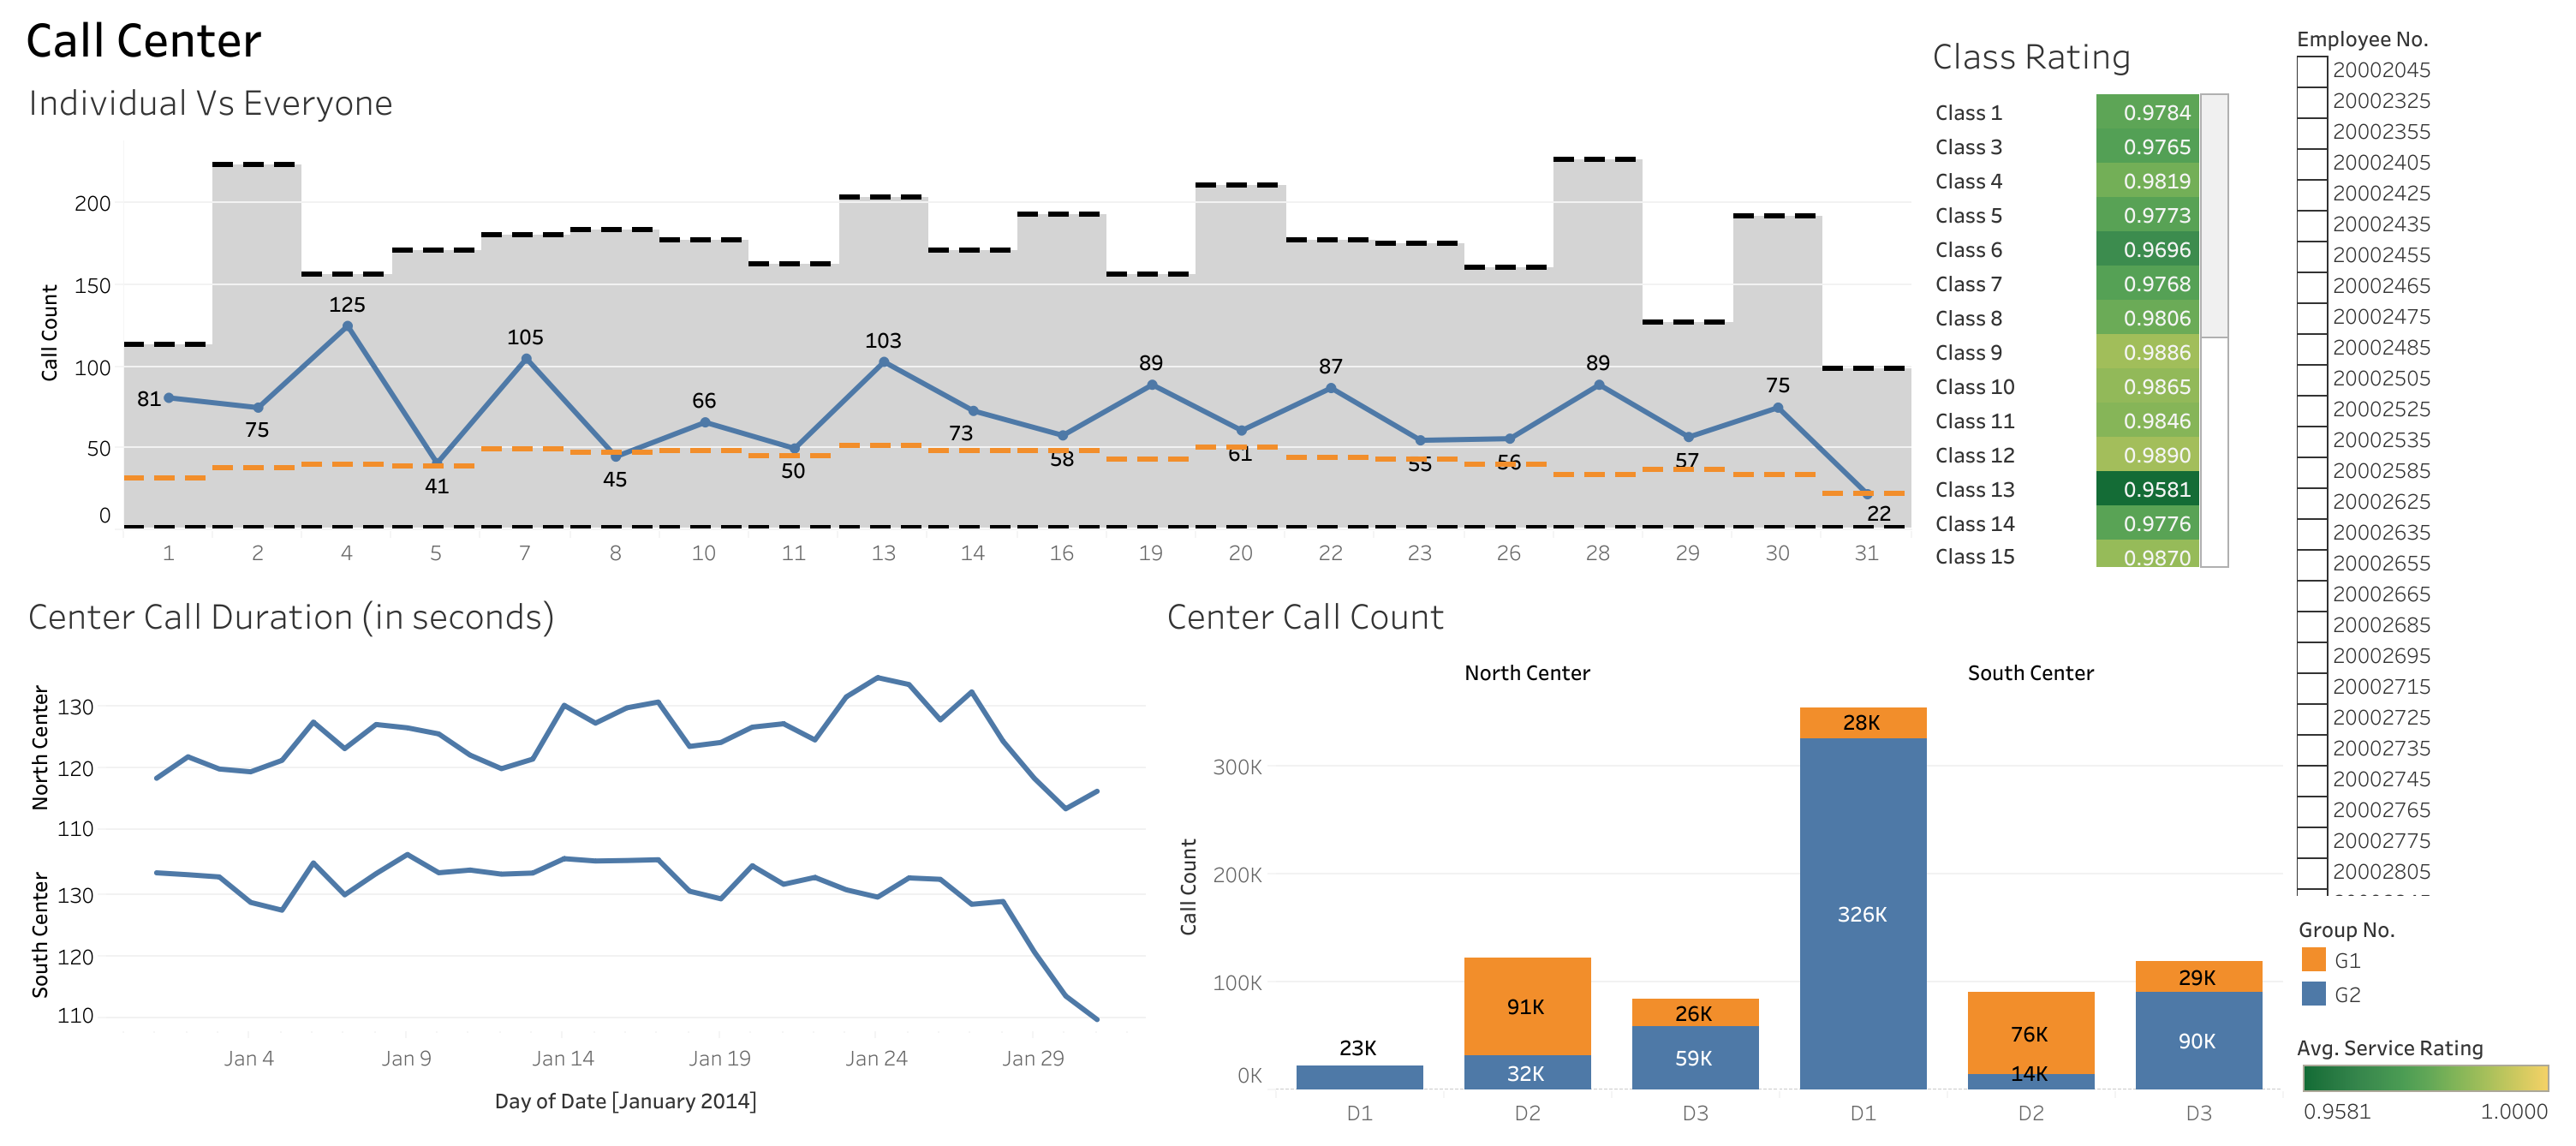 Call Center
Individual Vs Everyone
Call Count
200
150
100
50
0
81
75
125
41
105
45
66
50
103
73
58
89
61
87
55
56
89
57
75
22
1 2 4 5 7 8 10 11 13 14 16 19 20 22 23 26 28 29 30 31
Class Rating
Class 1 0.9784
Class 3 0.9765
Class 4 0.9819
Class 5 0.9773
Class 6 0.9696
Class 7 0.9768
Class 8 0.9806
Class 9 0.9886
Class 10 0.9865
Class 11 0.9846
Class 12 0.9890
Class 13 0.9581
Class 14 0.9776
Class 15 0.9870
Employee No.
20002045
20002325
20002355
20002405
20002425
20002435
20002455
20002465
20002475
20002485
20002505
20002525
20002535
20002585
20002625
20002635
20002655
20002665
20002685
20002695
20002715
20002725
20002735
20002745
20002765
20002775
20002805
Center Call Duration (in seconds)
North Center
130
120
110
South Center
130
120
110
Jan 4 Jan 9 Jan 14 Jan 19 Jan 24 Jan 29
Day of Date [January 2014]
Center Call Count
North Center South Center
Call Count
300K
200K
100K
0K
23K
91K
32K
26K
59K
28K
326K
76K
14K
29K
90K
D1 D2 D3 D1 D2 D3
Group No.
G1
G2
Avg. Service Rating
0.9581 1.0000